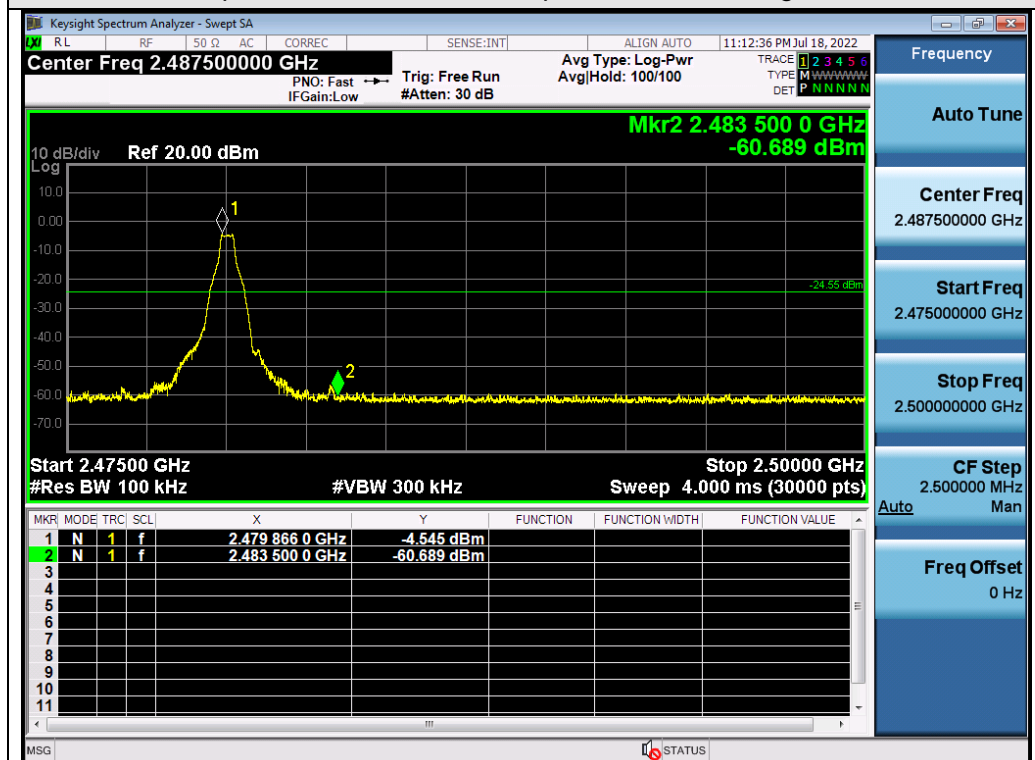 Keysight Spectrum Analyzer - Swept SA
LXI RL RF 50 Ω AC CORREC SENSE:INT ALIGN AUTO 11:12:36 PM Jul 18, 2022
Center Freq 2.487500000 GHz
PNO: Fast
IFGain:Low
Trig: Free Run
#Atten: 30 dB
Avg Type: Log-Pwr
Avg|Hold: 100/100
TRACE 1 2 3 4 5 6
TYPE M WWWWW
DET P N N N N N
Mkr2 2.483 500 0 GHz
-60.689 dBm
10 dB/div Ref 20.00 dBm
Log
10.0
0.00
-10.0
-20.0
-30.0
-40.0
-50.0
-60.0
-70.0
1
-24.55 dBm
2
Start 2.47500 GHz Stop 2.50000 GHz
#Res BW 100 kHz #VBW 300 kHz Sweep 4.000 ms (30000 pts)
MKR MODE TRC SCL X Y FUNCTION FUNCTION WIDTH FUNCTION VALUE
1 N 1 f 2.479 866 0 GHz -4.545 dBm
2 N 1 f 2.483 500 0 GHz -60.689 dBm
3
4
5
6
7
8
9
10
11
MSG STATUS
Frequency
Auto Tune
Center Freq
2.487500000 GHz
Start Freq
2.475000000 GHz
Stop Freq
2.500000000 GHz
CF Step
2.500000 MHz
Auto Man
Freq Offset
0 Hz